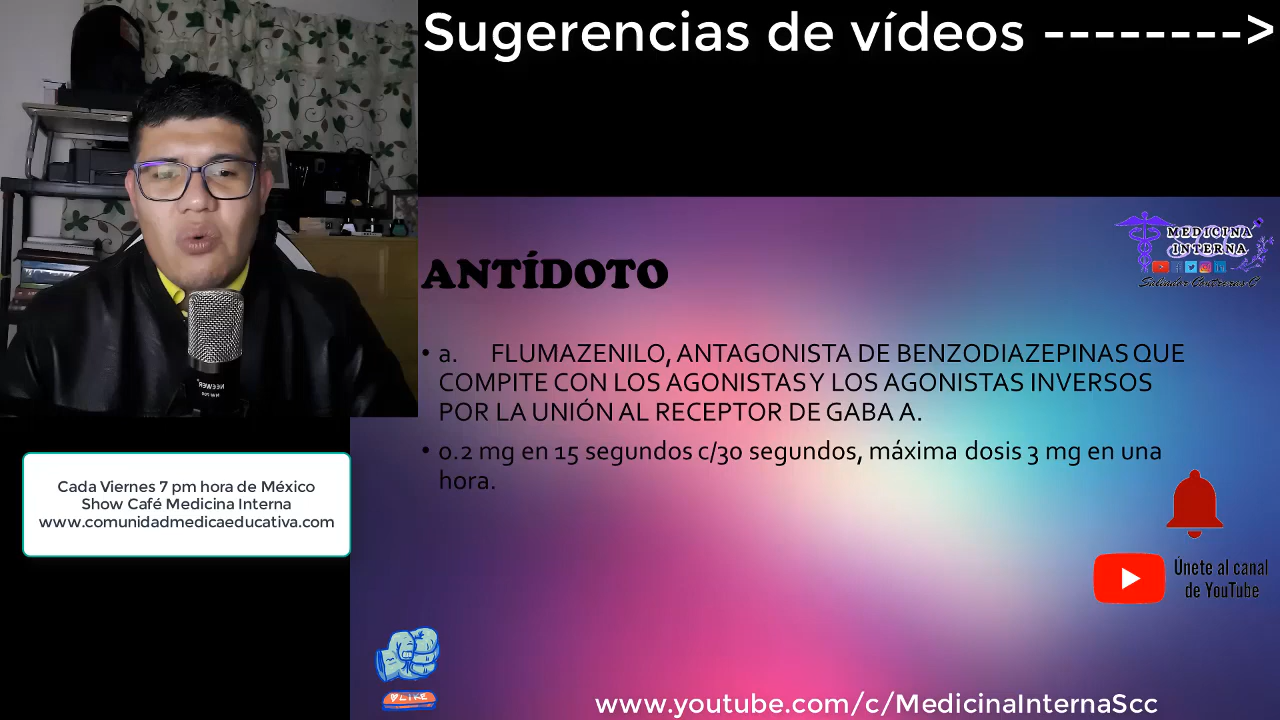 Sugerencias de vídeos -------->
MEDICINA
INTERNA
ANTÍDOTO
• a. FLUMAZENILO, ANTAGONISTA DE BENZODIAZEPINAS QUE
COMPITE CON LOS AGONISTAS Y LOS AGONISTAS INVERSOS
POR LA UNIÓN AL RECEPTOR DE GABA A.
• 0.2 mg en 15 segundos c/30 segundos, máxima dosis 3 mg en una
hora.
NEEWER
Cada Viernes 7 pm hora de México
Show Café Medicina Interna
www.comunidadmedicaeducativa.com
Únete al canal
de YouTube
LIKE
www.youtube.com/c/MedicinaInternaScc